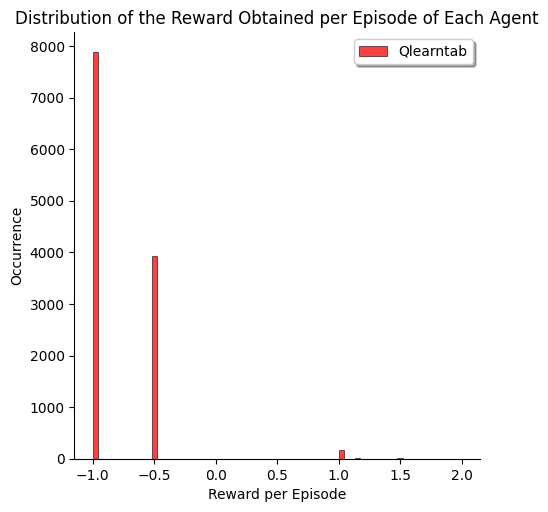 Distribution of the Reward Obtained per Episode of Each Agent
Qlearntab
8000
7000
6000
5000
4000
3000
2000
1000
0
Occurrence
−1.0 −0.5 0.0 0.5 1.0 1.5 2.0
Reward per Episode